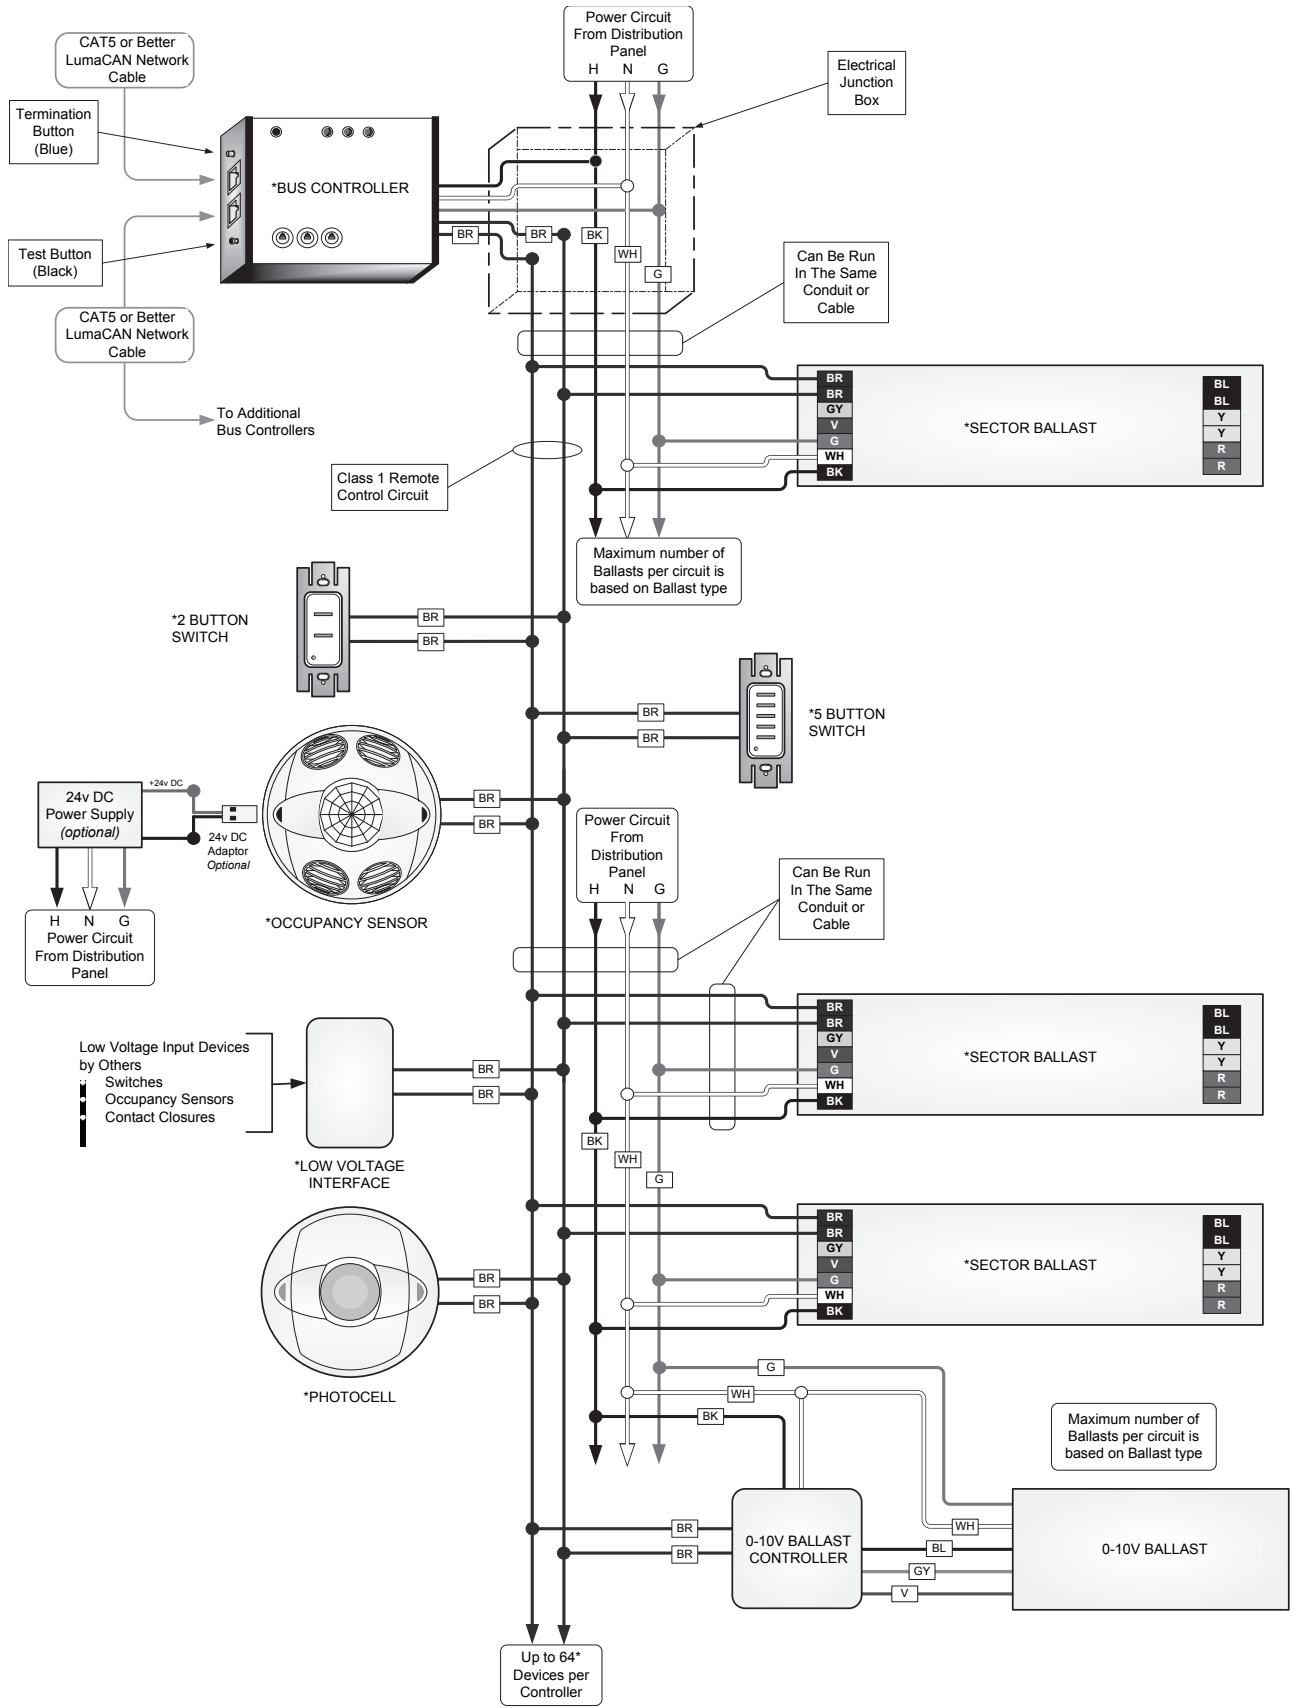 CAT5 or Better
LumaCAN Network
Cable
Power Circuit
From Distribution
Panel
H N G
Electrical
Junction
Box
Termination
Button
(Blue)
*BUS CONTROLLER
Test Button
(Black)
BR
BR
BK
WH
G
Can Be Run
In The Same
Conduit or
Cable
CAT5 or Better
LumaCAN Network
Cable
To Additional
Bus Controllers
BR
BR
GY
V
G
WH
BK
*SECTOR BALLAST
BL
BL
Y
Y
R
R
Class 1 Remote
Control Circuit
Maximum number of
Ballasts per circuit is
based on Ballast type
*2 BUTTON
SWITCH
BR
BR
BR
BR
*5 BUTTON
SWITCH
24v DC
Power Supply
(optional)
+24v DC
24v DC
Adaptor
Optional
BR
BR
H N G
Power Circuit
From Distribution
Panel
*OCCUPANCY SENSOR
Power Circuit
From
Distribution
Panel
H N G
Can Be Run
In The Same
Conduit or
Cable
Low Voltage Input Devices
by Others
Switches
Occupancy Sensors
Contact Closures
BR
BR
*LOW VOLTAGE
INTERFACE
BR
BR
GY
V
G
WH
BK
*SECTOR BALLAST
BL
BL
Y
Y
R
R
BK
WH
G
BR
BR
GY
V
G
WH
BK
*SECTOR BALLAST
BL
BL
Y
Y
R
R
BR
BR
*PHOTOCELL
G
WH
BK
Maximum number of
Ballasts per circuit is
based on Ballast type
BR
BR
0-10V BALLAST
CONTROLLER
WH
BL
GY
V
0-10V BALLAST
Up to 64*
Devices per
Controller